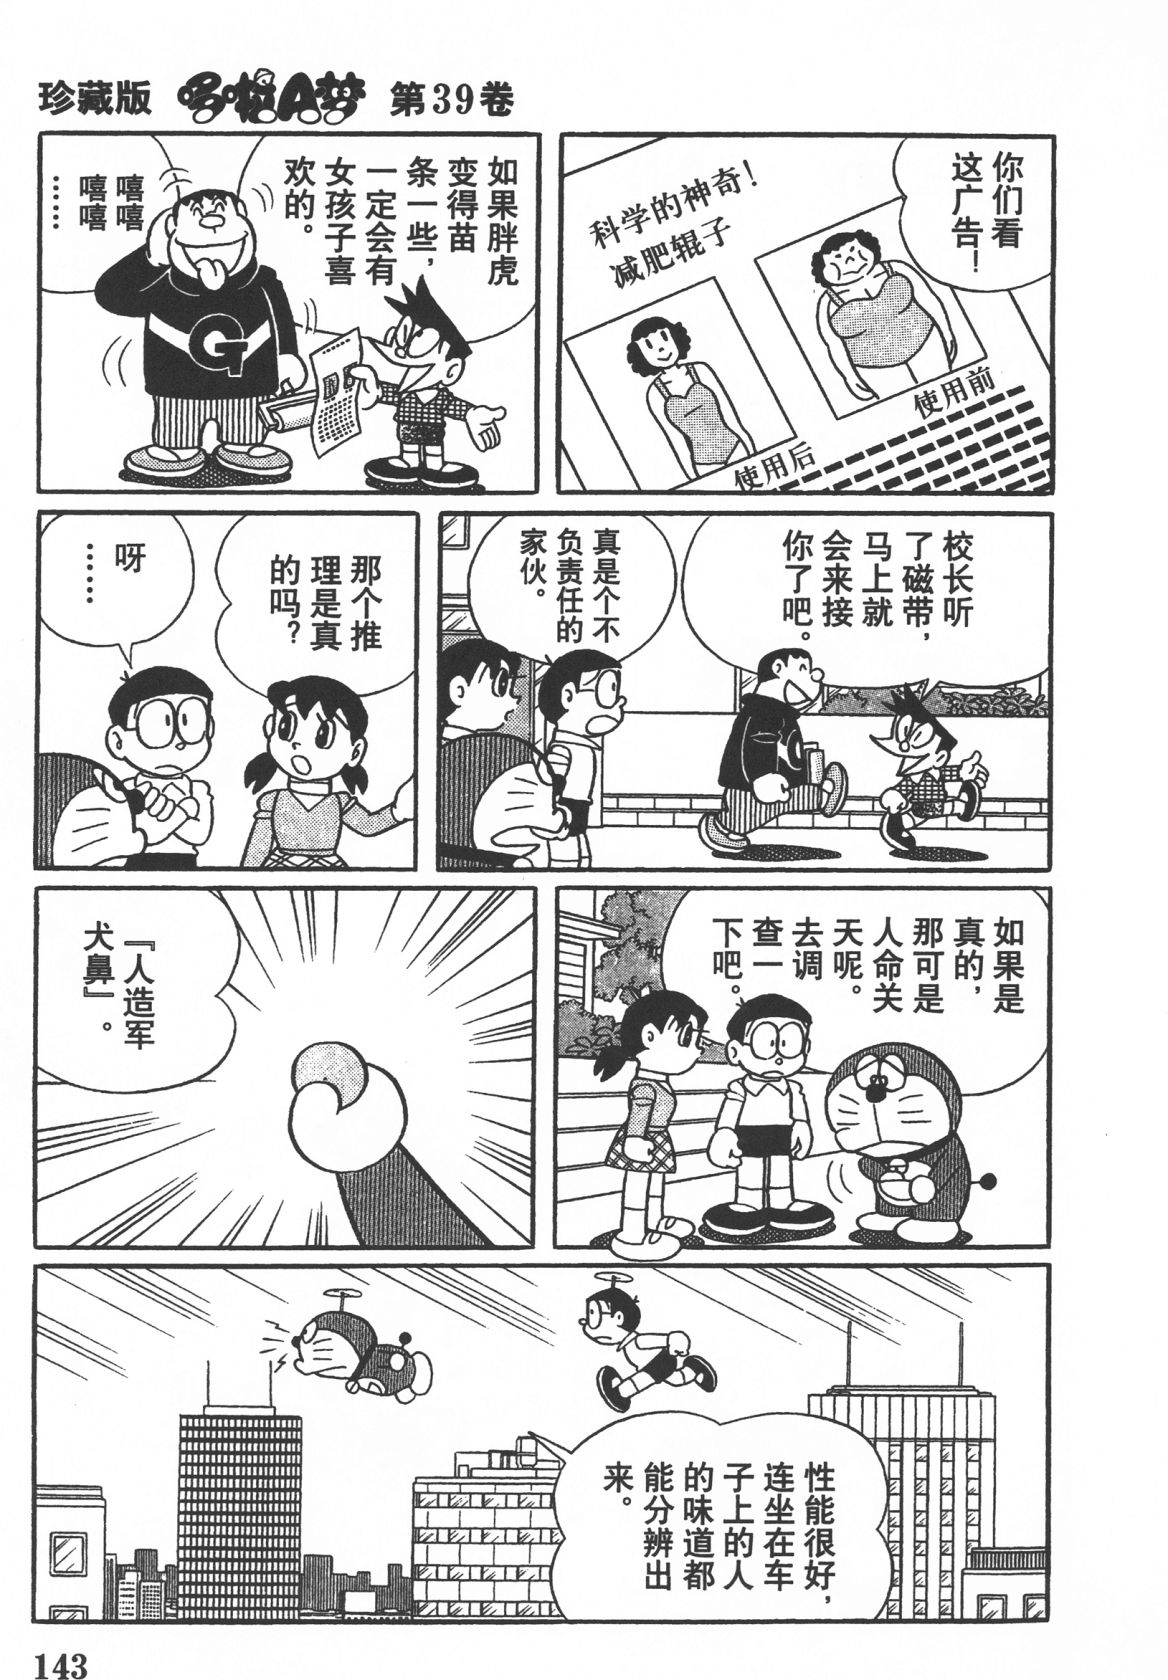 珍藏版 哆啦A梦 第39卷
你们看
这广告！
科学的神奇！
减肥辊子
使用前
使用后
如果胖虎
变得苗
条一些，
一定会有
女孩子喜
欢的。
嘻嘻
嘻嘻
……
G
校长听
了磁带，
马上就
会来接
你了吧。
真是个不
负责任的
家伙。
那个推
理是真
的吗？
呀
……
如果是
真的，
那可是
人命关
天呢。
去调
查一
下吧。
『人造军
犬鼻』。
性能很好，
连坐在车
子上的人
的味道都
能分辨出
来。
143